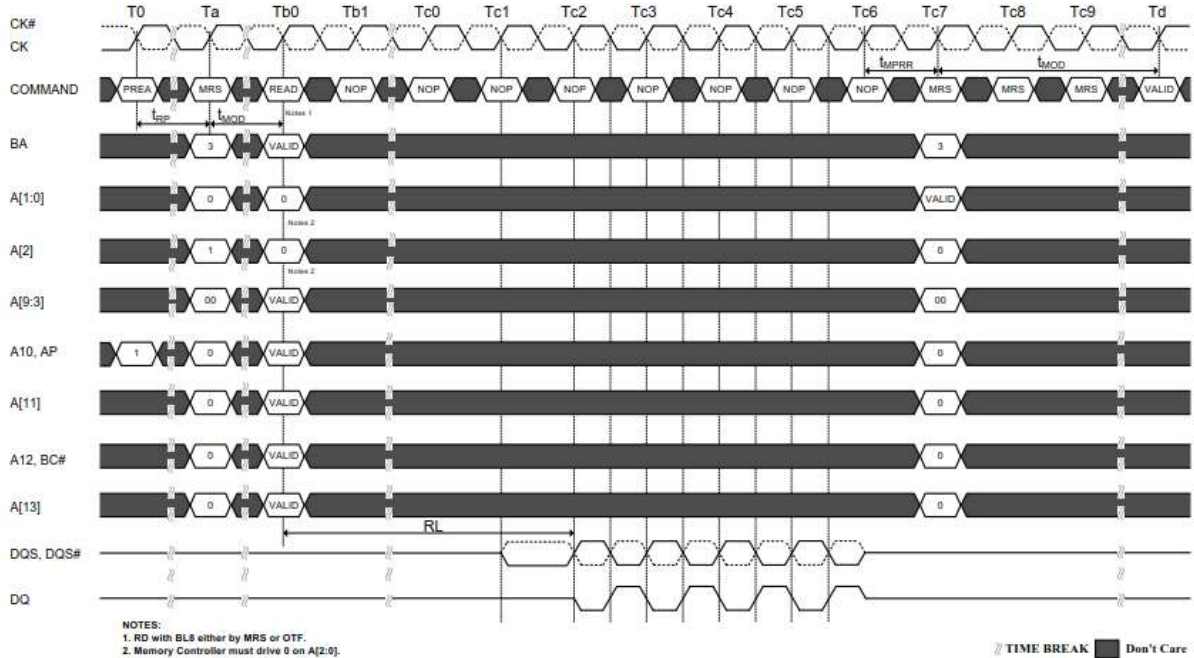 T0 Ta Tb0 Tb1 Tc0 Tc1 Tc2 Tc3 Tc4 Tc5 Tc6 Tc7 Tc8 Tc9 Td
CK#
CK
tMPRR tMOD
COMMAND PREA MRS READ NOP NOP NOP NOP NOP NOP NOP NOP MRS MRS MRS VALID
tRP tMOD Notes 1
BA 3 VALID 3
A[1:0] 0 0 VALID
Notes 2
A[2] 1 0 0
Notes 2
A[9:3] 00 VALID 00
A10, AP 1 0 VALID 0
A[11] 0 VALID 0
A12, BC# 0 VALID 0
A[13] 0 VALID 0
RL
DQS, DQS#
DQ
NOTES:
1. RD with BL8 either by MRS or OTF.
2. Memory Controller must drive 0 on A[2:0].
TIME BREAK Don't Care